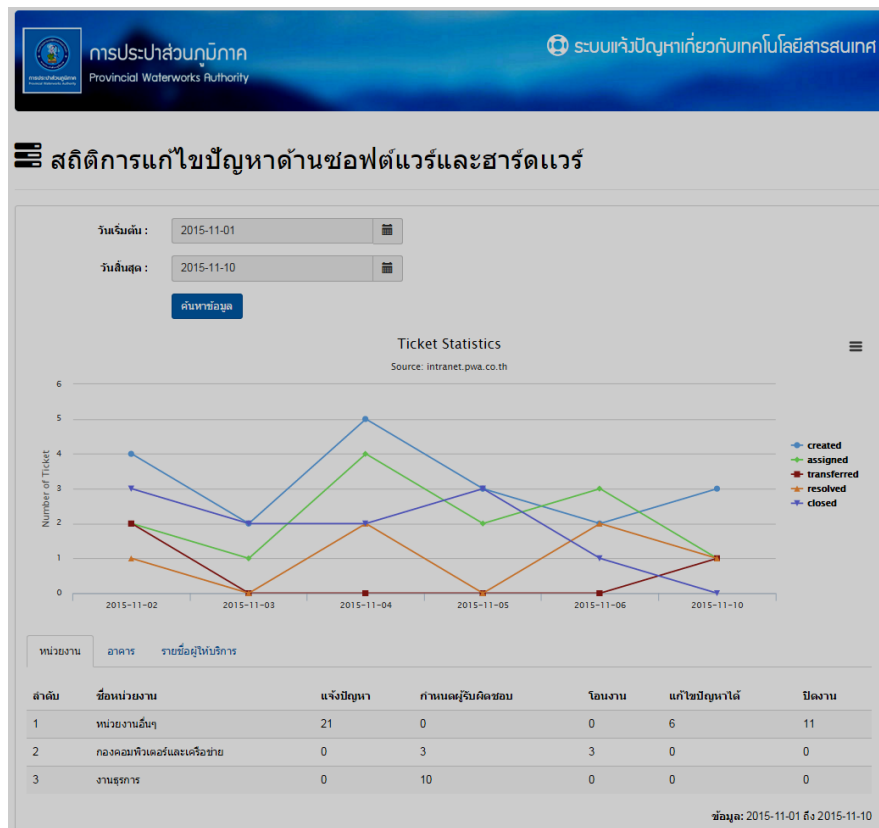 การประปาส่วนภูมิภาค
Provincial Waterworks Authority
ระบบแจ้งปัญหาเกี่ยวกับเทคโนโลยีสารสนเทศ
สถิติการแก้ไขปัญหาด้านซอฟต์แวร์และฮาร์ดแวร์
วันเริ่มต้น : 2015-11-01
วันสิ้นสุด : 2015-11-10
ค้นหาข้อมูล
Ticket Statistics
Source: intranet.pwa.co.th
Number of Ticket
6
5
4
3
2
1
0
2015-11-02 2015-11-03 2015-11-04 2015-11-05 2015-11-06 2015-11-10
created
assigned
transferred
resolved
closed
หน่วยงาน อาคาร รายชื่อผู้ให้บริการ
ลำดับ ชื่อหน่วยงาน แจ้งปัญหา กำหนดผู้รับผิดชอบ โอนงาน แก้ไขปัญหาได้ ปิดงาน
1 หน่วยงานอื่นๆ 21 0 0 6 11
2 กองคอมพิวเตอร์และเครือข่าย 0 3 3 0 0
3 งานธุรการ 0 10 0 0 0
ข้อมูล: 2015-11-01 ถึง 2015-11-10